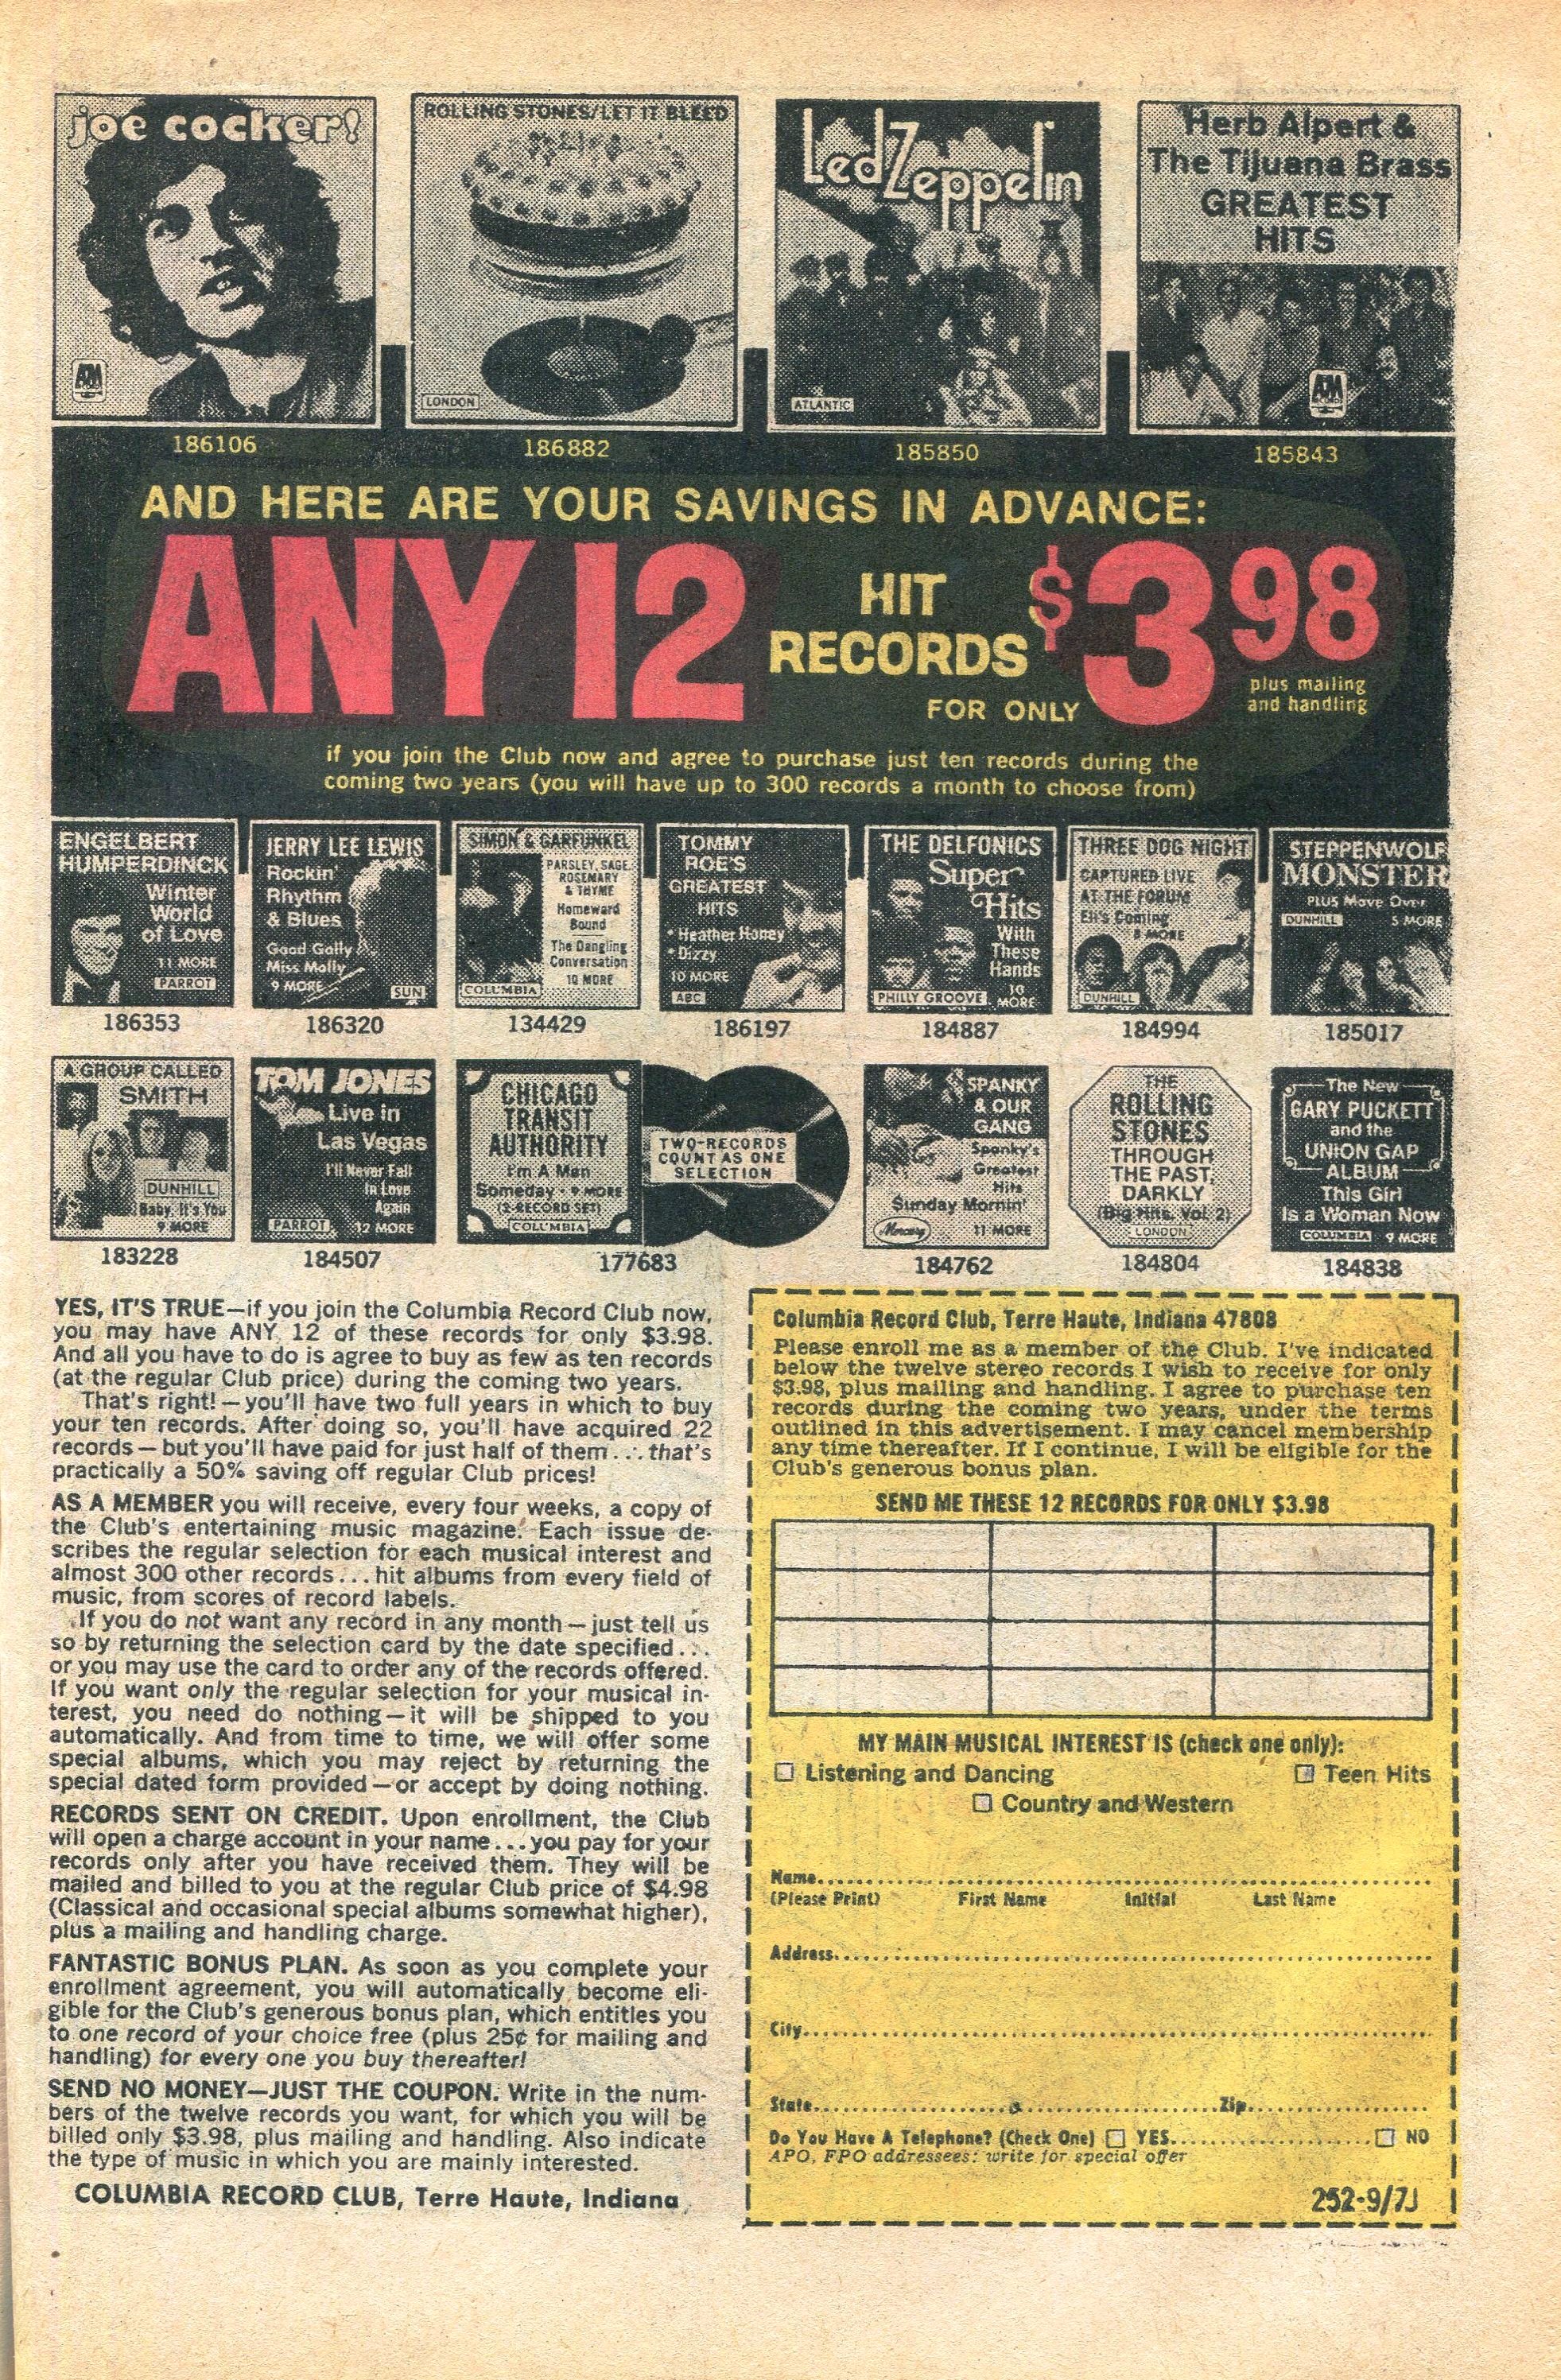 joe cocker!
A&M
186106
ROLLING STONES/LET IT BLEED
LONDON
186882
Led Zeppelin
ATLANTIC
185850
Herb Alpert &
The Tijuana Brass
GREATEST
HITS
A&M
185843
AND HERE ARE YOUR SAVINGS IN ADVANCE:
ANY 12
HIT
RECORDS
FOR ONLY
$3.98
plus mailing
and handling
if you join the Club now and agree to purchase just ten records during the
coming two years (you will have up to 300 records a month to choose from)
ENGELBERT
HUMPERDINCK
Winter
World
of Love
11 MORE
PARROT
186353
JERRY LEE LEWIS
Rockin'
Rhythm
& Blues
Good Golly
Miss Molly
9 MORE
SUN
186320
SIMON & GARFUNKEL
PARSLEY, SAGE,
ROSEMARY
& THYME
Homeward
Bound
The Dangling
Conversation
10 MORE
COLUMBIA
134429
TOMMY
ROE'S
GREATEST
HITS
• Heather Honey
• Dizzy
10 MORE
ABC
186197
THE DELFONICS
Super
Hits
With
These
Hands
10
MORE
PHILLY GROOVE
184887
THREE DOG NIGHT
CAPTURED LIVE
AT THE FORUM
Eli's Coming
8 MORE
DUNHILL
184994
STEPPENWOLF
MONSTER
PLUS Move Over
DUNHILL 5 MORE
185017
A GROUP CALLED
SMITH
DUNHILL
Baby, It's You
9 MORE
183228
TOM JONES
Live in
Las Vegas
I'll Never Fall
In Love
Again
PARROT 12 MORE
184507
CHICAGO
TRANSIT
AUTHORITY
I'm A Man
Someday • 9 MORE
(2-RECORD SET)
COLUMBIA
TWO-RECORDS
COUNT AS ONE
SELECTION
177683
SPANKY
& OUR
GANG
Spanky's
Greatest
Hits
Sunday Mornin'
Mercury 11 MORE
184762
THE
ROLLING
STONES
THROUGH
THE PAST,
DARKLY
(Big Hits, Vol. 2)
LONDON
184804
The New
GARY PUCKETT
and the
UNION GAP
ALBUM
This Girl
Is a Woman Now
COLUMBIA 9 MORE
184838
YES, IT'S TRUE—if you join the Columbia Record Club now,
you may have ANY 12 of these records for only $3.98.
And all you have to do is agree to buy as few as ten records
(at the regular Club price) during the coming two years.
That's right!—you'll have two full years in which to buy
your ten records. After doing so, you'll have acquired 22
records—but you'll have paid for just half of them...that's
practically a 50% saving off regular Club prices!
AS A MEMBER you will receive, every four weeks, a copy of
the Club's entertaining music magazine. Each issue de-
scribes the regular selection for each musical interest and
almost 300 other records...hit albums from every field of
music, from scores of record labels.
If you do not want any record in any month—just tell us
so by returning the selection card by the date specified...
or you may use the card to order any of the records offered.
If you want only the regular selection for your musical in-
terest, you need do nothing—it will be shipped to you
automatically. And from time to time, we will offer some
special albums, which you may reject by returning the
special dated form provided—or accept by doing nothing.
RECORDS SENT ON CREDIT. Upon enrollment, the Club
will open a charge account in your name...you pay for your
records only after you have received them. They will be
mailed and billed to you at the regular Club price of $4.98
(Classical and occasional special albums somewhat higher),
plus a mailing and handling charge.
FANTASTIC BONUS PLAN. As soon as you complete your
enrollment agreement, you will automatically become eli-
gible for the Club's generous bonus plan, which entitles you
to one record of your choice free (plus 25¢ for mailing and
handling) for every one you buy thereafter!
SEND NO MONEY—JUST THE COUPON. Write in the num-
bers of the twelve records you want, for which you will be
billed only $3.98, plus mailing and handling. Also indicate
the type of music in which you are mainly interested.
COLUMBIA RECORD CLUB, Terre Haute, Indiana
Columbia Record Club, Terre Haute, Indiana 47808
Please enroll me as a member of the Club. I've indicated
below the twelve stereo records I wish to receive for only
$3.98, plus mailing and handling. I agree to purchase ten
records during the coming two years, under the terms
outlined in this advertisement. I may cancel membership
any time thereafter. If I continue, I will be eligible for the
Club's generous bonus plan.
SEND ME THESE 12 RECORDS FOR ONLY $3.98
MY MAIN MUSICAL INTEREST IS (check one only):
☐ Listening and Dancing ☐ Teen Hits
☐ Country and Western
Name
(Please Print) First Name Initial Last Name
Address
City
State Zip
Do You Have A Telephone? (Check One) ☐ YES ☐ NO
APO, FPO addressees: write for special offer
252-9/7J